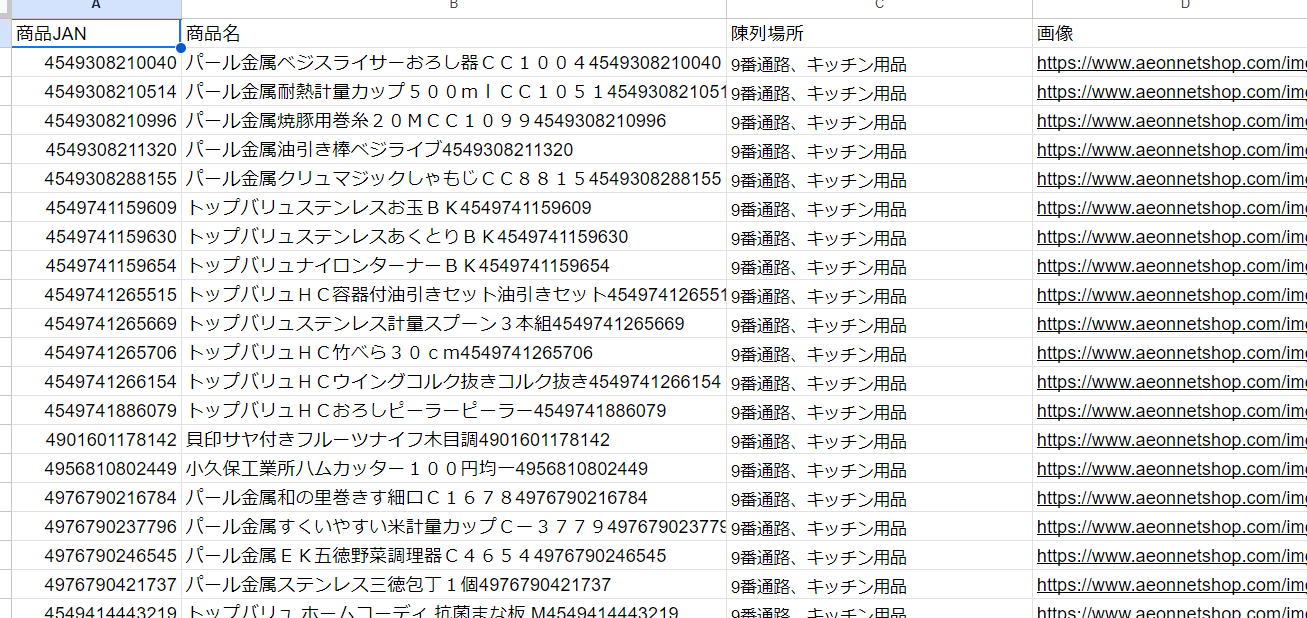 A B C D
商品JAN 商品名 陳列場所 画像
4549308210040 パール金属ベジスライサーおろし器ＣＣ１００４4549308210040 9番通路、キッチン用品 https://www.aeonnetshop.com/im
4549308210514 パール金属耐熱計量カップ５００ｍｌＣＣ１０５１454930821051 9番通路、キッチン用品 https://www.aeonnetshop.com/im
4549308210996 パール金属焼豚用巻糸２０ＭＣＣ１０９９4549308210996 9番通路、キッチン用品 https://www.aeonnetshop.com/im
4549308211320 パール金属油引き棒ベジライブ4549308211320 9番通路、キッチン用品 https://www.aeonnetshop.com/im
4549308288155 パール金属クリュマジックしゃもじＣＣ８８１５4549308288155 9番通路、キッチン用品 https://www.aeonnetshop.com/im
4549741159609 トップバリュステンレスお玉ＢＫ4549741159609 9番通路、キッチン用品 https://www.aeonnetshop.com/im
4549741159630 トップバリュステンレスあくとりＢＫ4549741159630 9番通路、キッチン用品 https://www.aeonnetshop.com/im
4549741159654 トップバリュナイロンターナーＢＫ4549741159654 9番通路、キッチン用品 https://www.aeonnetshop.com/im
4549741265515 トップバリュＨＣ容器付油引きセット油引きセット454974126551 9番通路、キッチン用品 https://www.aeonnetshop.com/im
4549741265669 トップバリュステンレス計量スプーン３本組4549741265669 9番通路、キッチン用品 https://www.aeonnetshop.com/im
4549741265706 トップバリュＨＣ竹べら３０ｃｍ4549741265706 9番通路、キッチン用品 https://www.aeonnetshop.com/im
4549741266154 トップバリュＨＣウイングコルク抜きコルク抜き4549741266154 9番通路、キッチン用品 https://www.aeonnetshop.com/im
4549741886079 トップバリュＨＣおろしピーラーピーラー4549741886079 9番通路、キッチン用品 https://www.aeonnetshop.com/im
4901601178142 貝印サヤ付きフルーツナイフ木目調4901601178142 9番通路、キッチン用品 https://www.aeonnetshop.com/im
4956810802449 小久保工業所ハムカッター１００円均一4956810802449 9番通路、キッチン用品 https://www.aeonnetshop.com/im
4976790216784 パール金属和の里巻きす細口Ｃ１６７８4976790216784 9番通路、キッチン用品 https://www.aeonnetshop.com/im
4976790237796 パール金属すくいやすい米計量カップＣ－３７７９497679023779 9番通路、キッチン用品 https://www.aeonnetshop.com/im
4976790246545 パール金属ＥＫ五徳野菜調理器Ｃ４６５４4976790246545 9番通路、キッチン用品 https://www.aeonnetshop.com/im
4976790421737 パール金属ステンレス三徳包丁１個4976790421737 9番通路、キッチン用品 https://www.aeonnetshop.com/im
4549414443219 トップバリュ ホームコーディ 抗菌まな板 M4549414443219 9番通路、キッチン用品 https://www.aeonnetshop.com/im